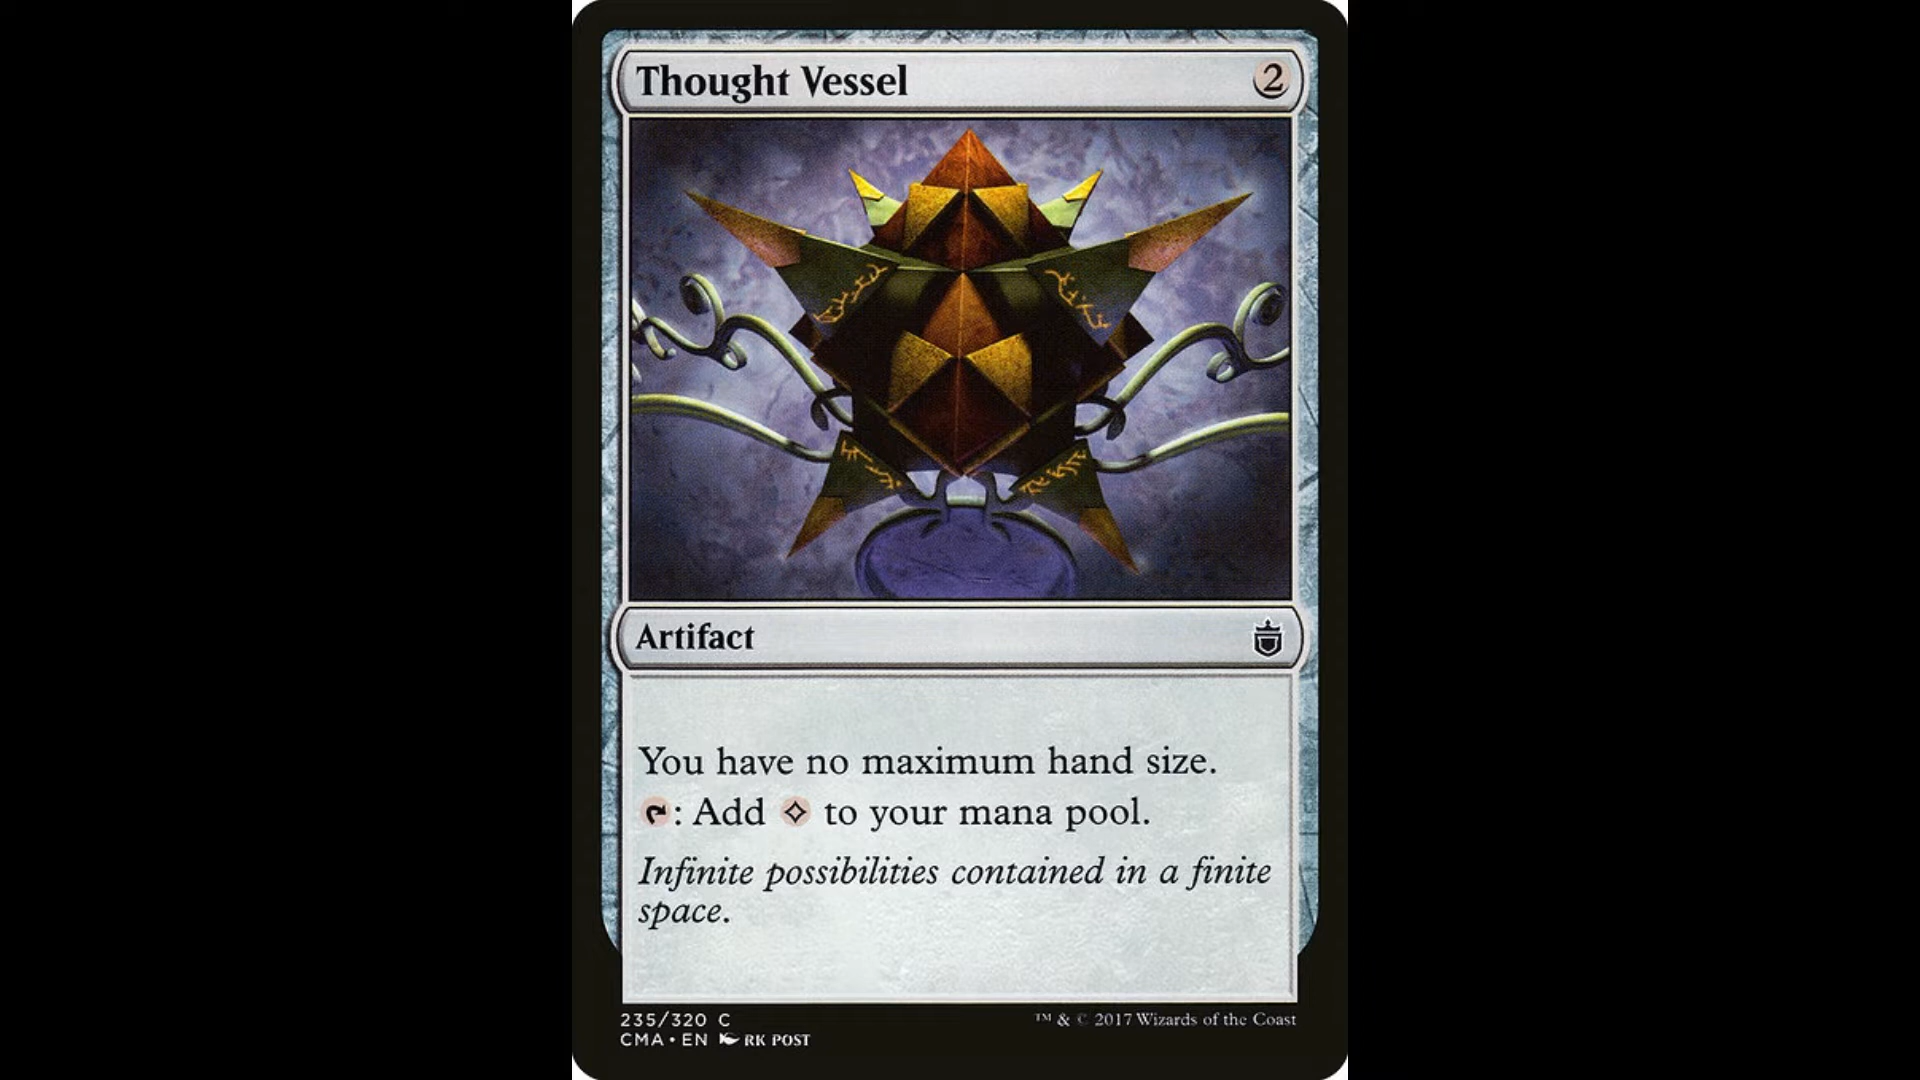 Thought Vessel 2
Artifact
You have no maximum hand size.
: Add to your mana pool.
Infinite possibilities contained in a finite
space.
235/320 C
CMA • EN RK POST
™ & © 2017 Wizards of the Coast